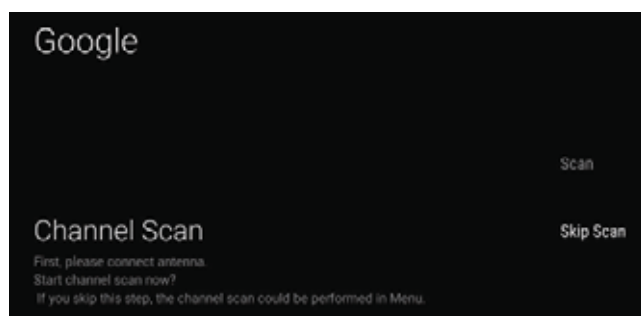 Google
Scan
Channel Scan
Skip Scan
First, please connect antenna.
Start channel scan now?
If you skip this step, the channel scan could be performed in Menu.